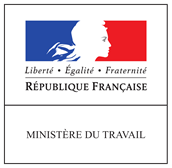 Liberté • Égalité • Fraternité
RÉPUBLIQUE FRANÇAISE
MINISTÈRE DU TRAVAIL